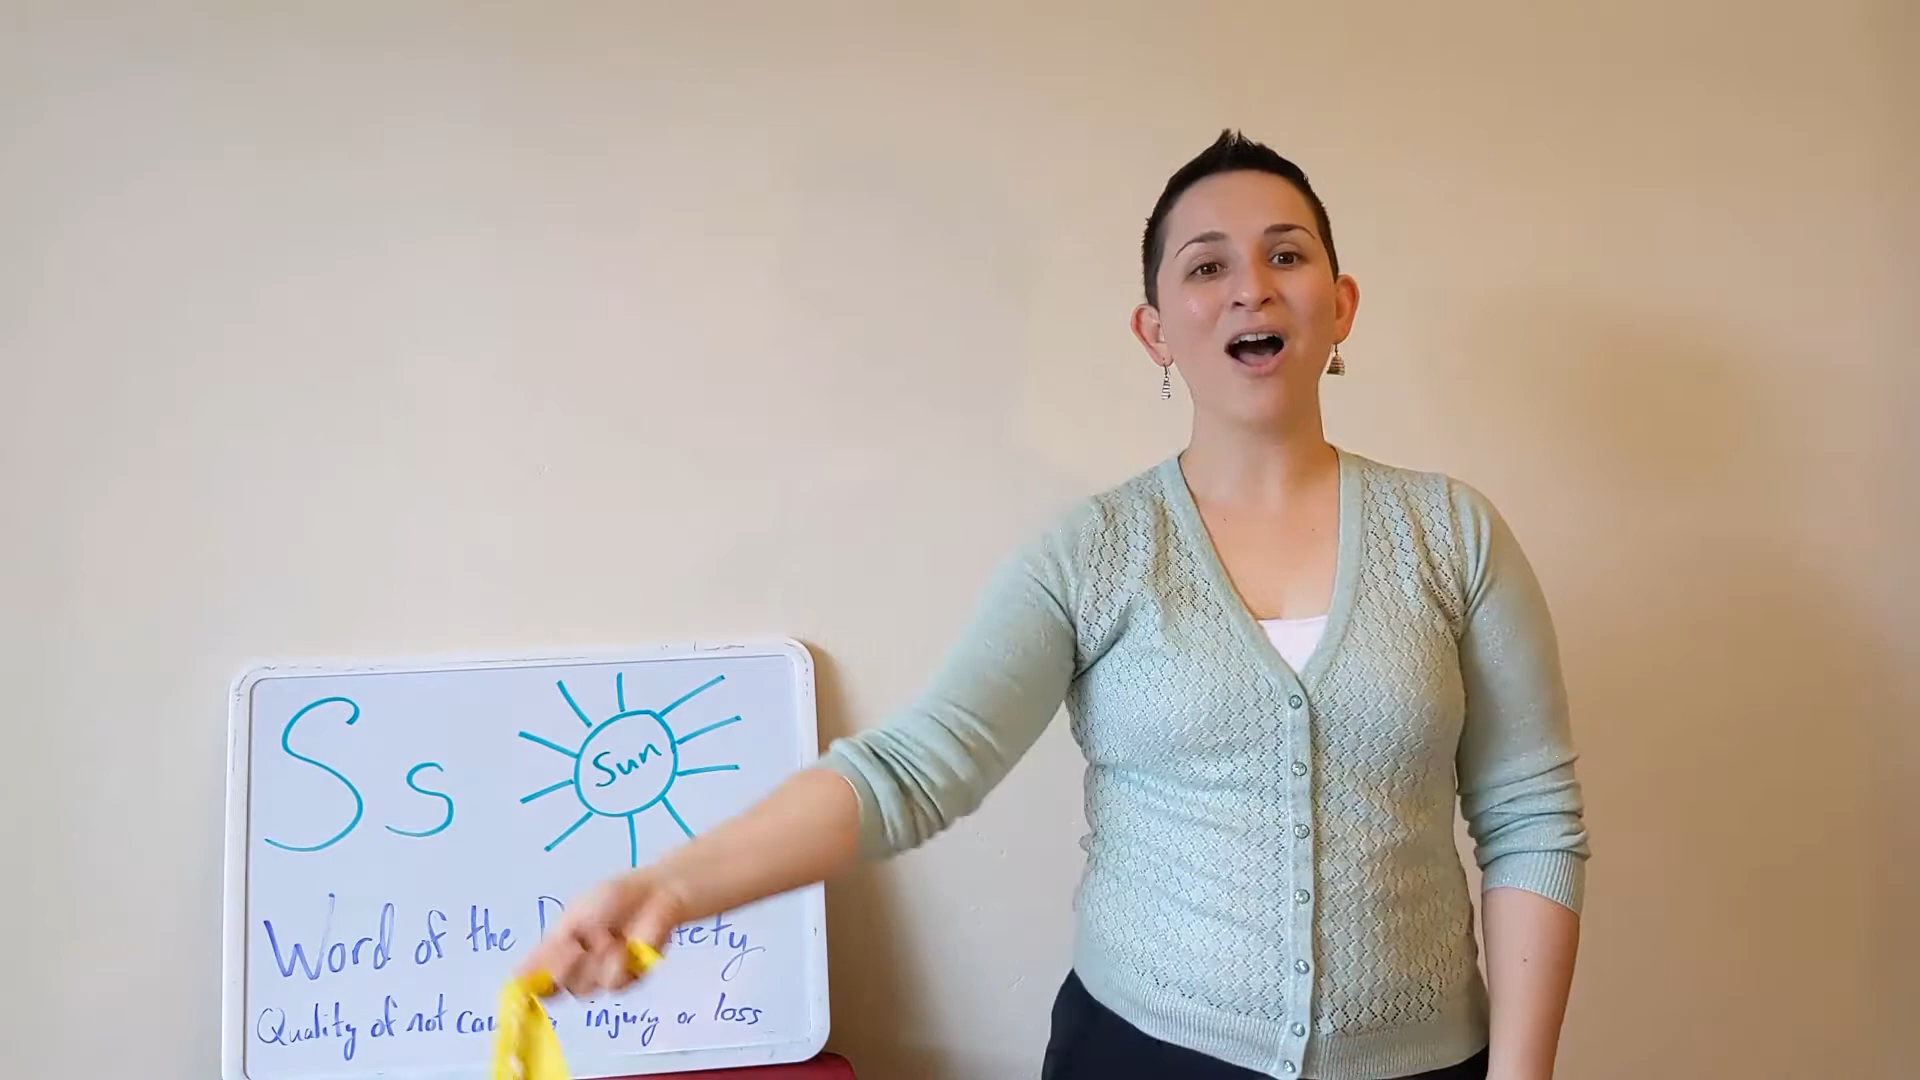 Ss
Sun
Word of the
Quality of not injury or loss